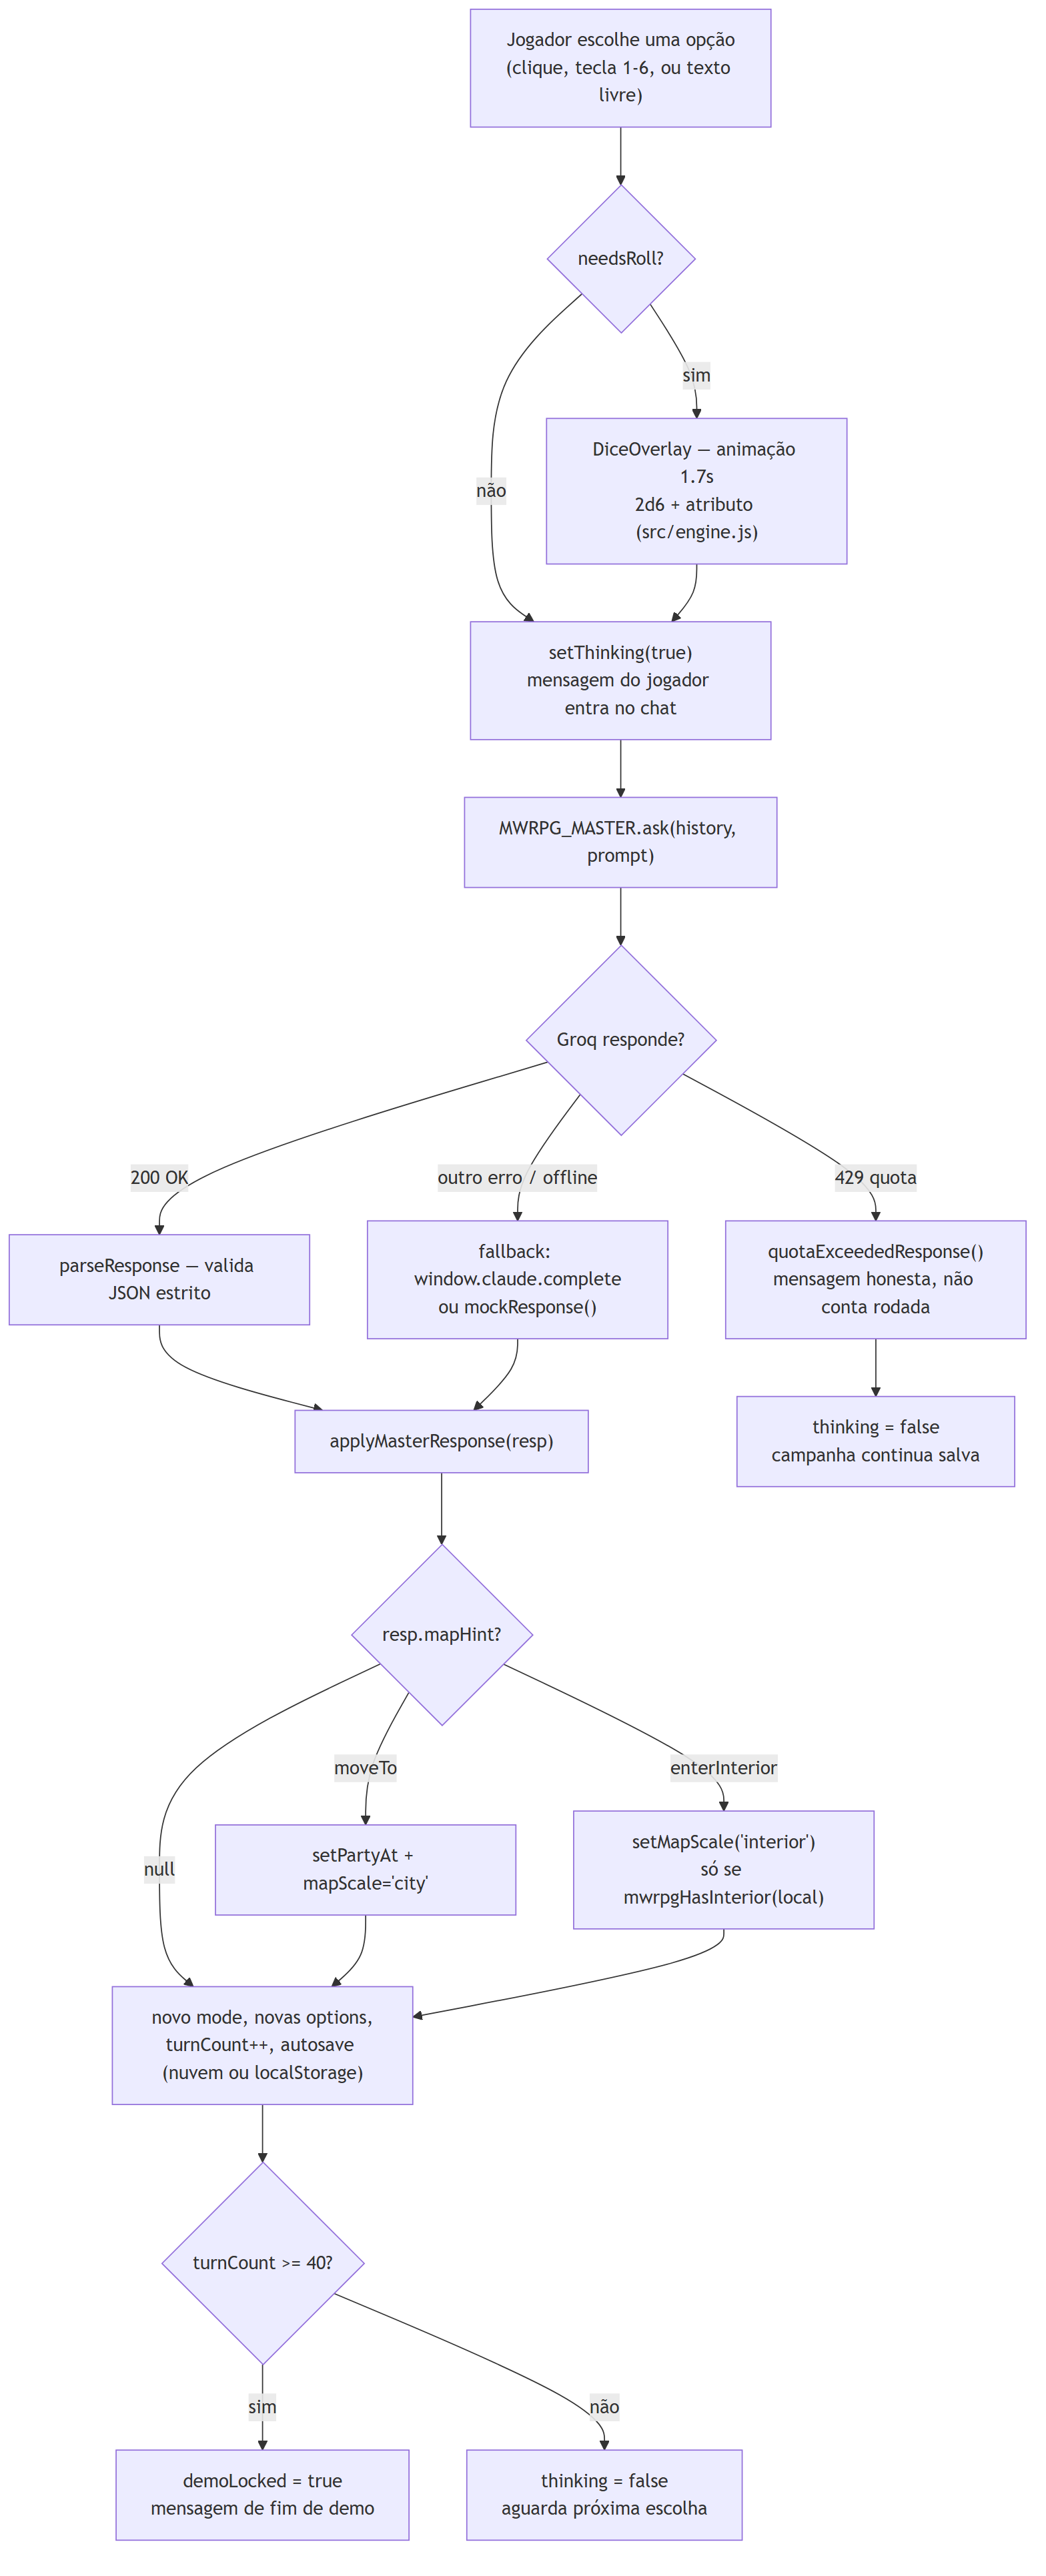 Jogador escolhe uma opção
(clique, tecla 1-6, ou texto
livre)
needsRoll?
sim
não
DiceOverlay — animação
1.7s
2d6 + atributo
(src/engine.js)
setThinking(true)
mensagem do jogador
entra no chat
MWRPG_MASTER.ask(history,
prompt)
Groq responde?
200 OK
outro erro / offline
429 quota
parseResponse — valida
JSON estrito
fallback:
window.claude.complete
ou mockResponse()
quotaExceededResponse()
mensagem honesta, não
conta rodada
applyMasterResponse(resp)
thinking = false
campanha continua salva
resp.mapHint?
null
moveTo
enterInterior
setPartyAt +
mapScale='city'
setMapScale('interior')
só se
mwrpgHasInterior(local)
novo mode, novas options,
turnCount++, autosave
(nuvem ou localStorage)
turnCount >= 40?
sim
não
demoLocked = true
mensagem de fim de demo
thinking = false
aguarda próxima escolha